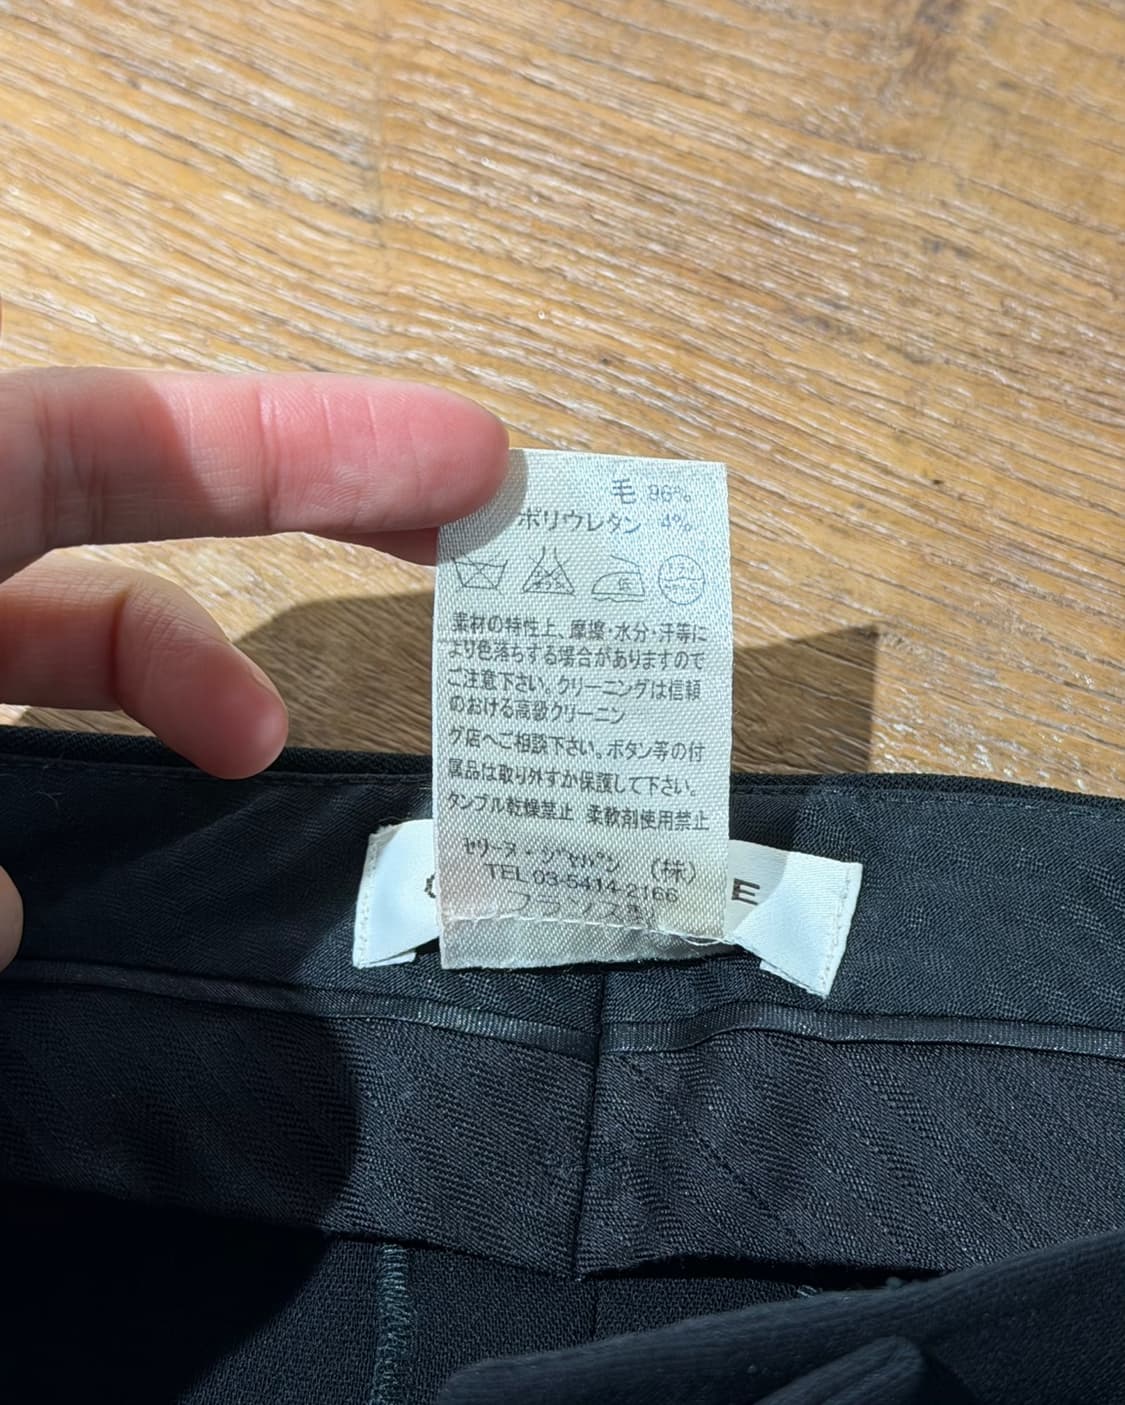 毛 96%
ポリウレタン 4%
素材の特性上、摩擦・水分・汗等に
より色落ちする場合がありますので
ご注意下さい。クリーニングは信頼
のおける高級クリーニン
グ店へご相談下さい。ボタン等の付
属品は取り外すか保護して下さい。
タンブル乾燥禁止 柔軟剤使用禁止
ｾﾘｰﾇ・ｼﾞｬﾊﾟﾝ (株)
TEL 03-5414-2166
フランス製
E